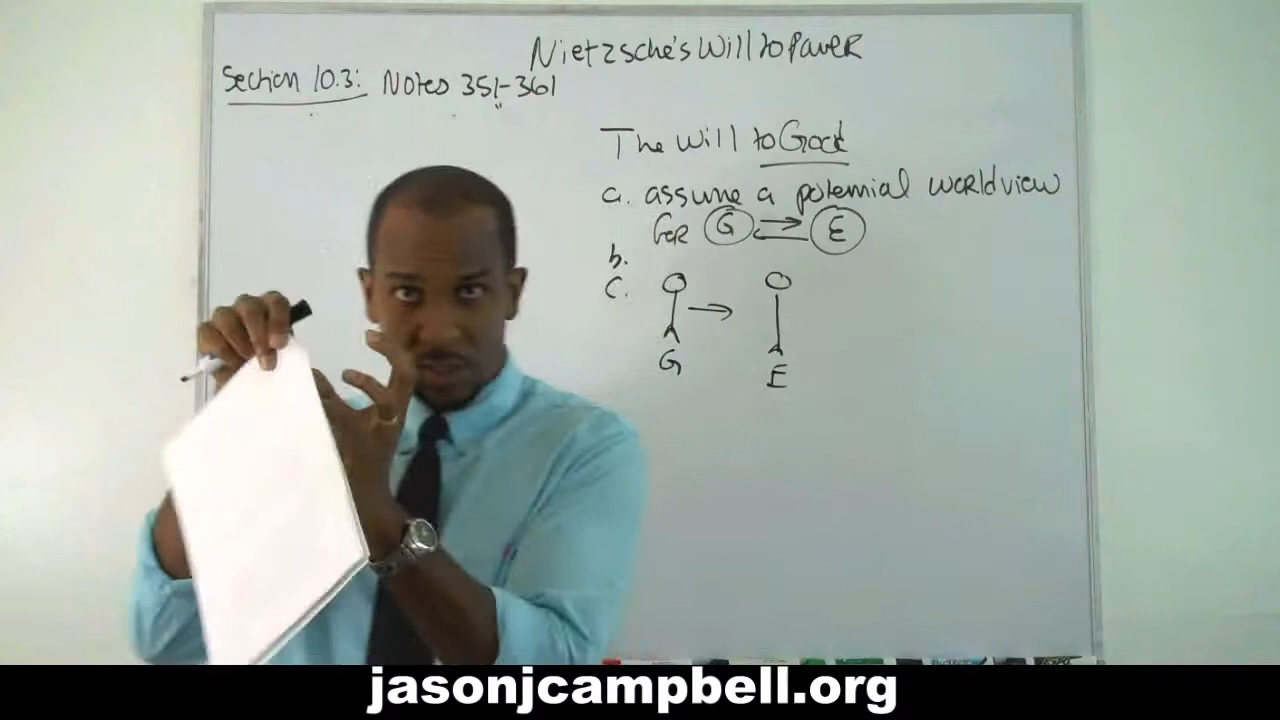 Nietzsche's Will to Power
Section 10.3: Notes 351-361
The Will to Good
a. assume a potential worldview
for G E
b.
c.
G E
jasonjcampbell.org